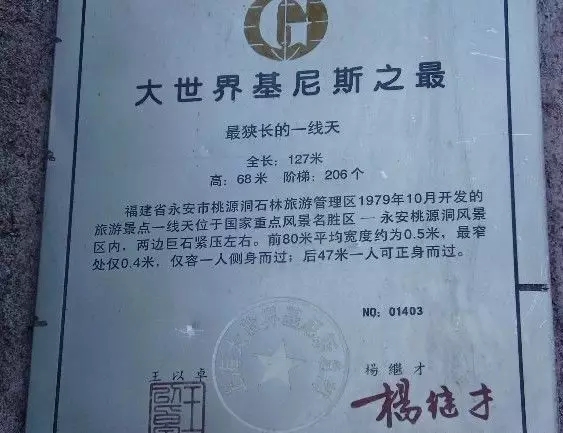 大世界基尼斯之最
最狭长的一线天
全长：127米
高：68米 阶梯：206个
福建省永安市桃源洞石林旅游管理区1979年10月开发的
旅游景点一线天位于国家重点风景名胜区一永安桃源洞风景
区内，两边巨石紧压左右。前80米平均宽度约为0.5米，最窄
处仅0.4米，仅容一人侧身而过；后47米一人可正身而过。
NO：01403
王以卓 杨继才
杨继才